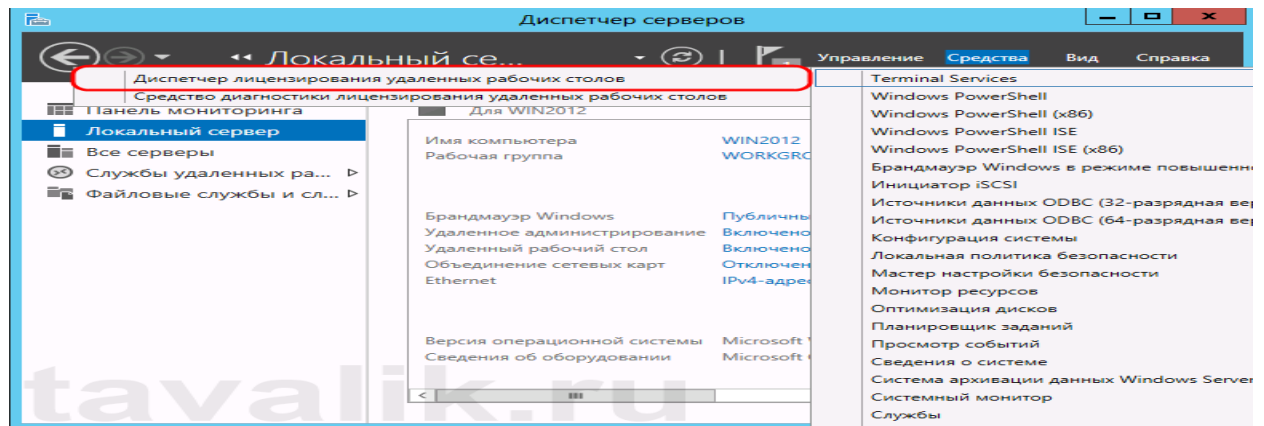 Диспетчер серверов
Локальный се...
Управление Средства Вид Справка
Диспетчер лицензирования удаленных рабочих столов
Средство диагностики лицензирования удаленных рабочих столов
Панель мониторинга
Локальный сервер
Все серверы
Службы удаленных ра...
Файловые службы и сл...
Для WIN2012
Имя компьютера WIN2012
Рабочая группа WORKGRO
Брандмауэр Windows Публичны
Удаленное администрирование Включено
Удаленный рабочий стол Включено
Объединение сетевых карт Отключен
Ethernet IPv4-адре
Версия операционной системы Microsoft
Сведения об оборудовании Microsoft
Terminal Services
Windows PowerShell
Windows PowerShell (x86)
Windows PowerShell ISE
Windows PowerShell ISE (x86)
Брандмауэр Windows в режиме повышенн
Инициатор iSCSI
Источники данных ODBC (32-разрядная вер
Источники данных ODBC (64-разрядная вер
Конфигурация системы
Локальная политика безопасности
Мастер настройки безопасности
Монитор ресурсов
Оптимизация дисков
Планировщик заданий
Просмотр событий
Сведения о системе
Система архивации данных Windows Server
Системный монитор
Службы
tavalik.ru